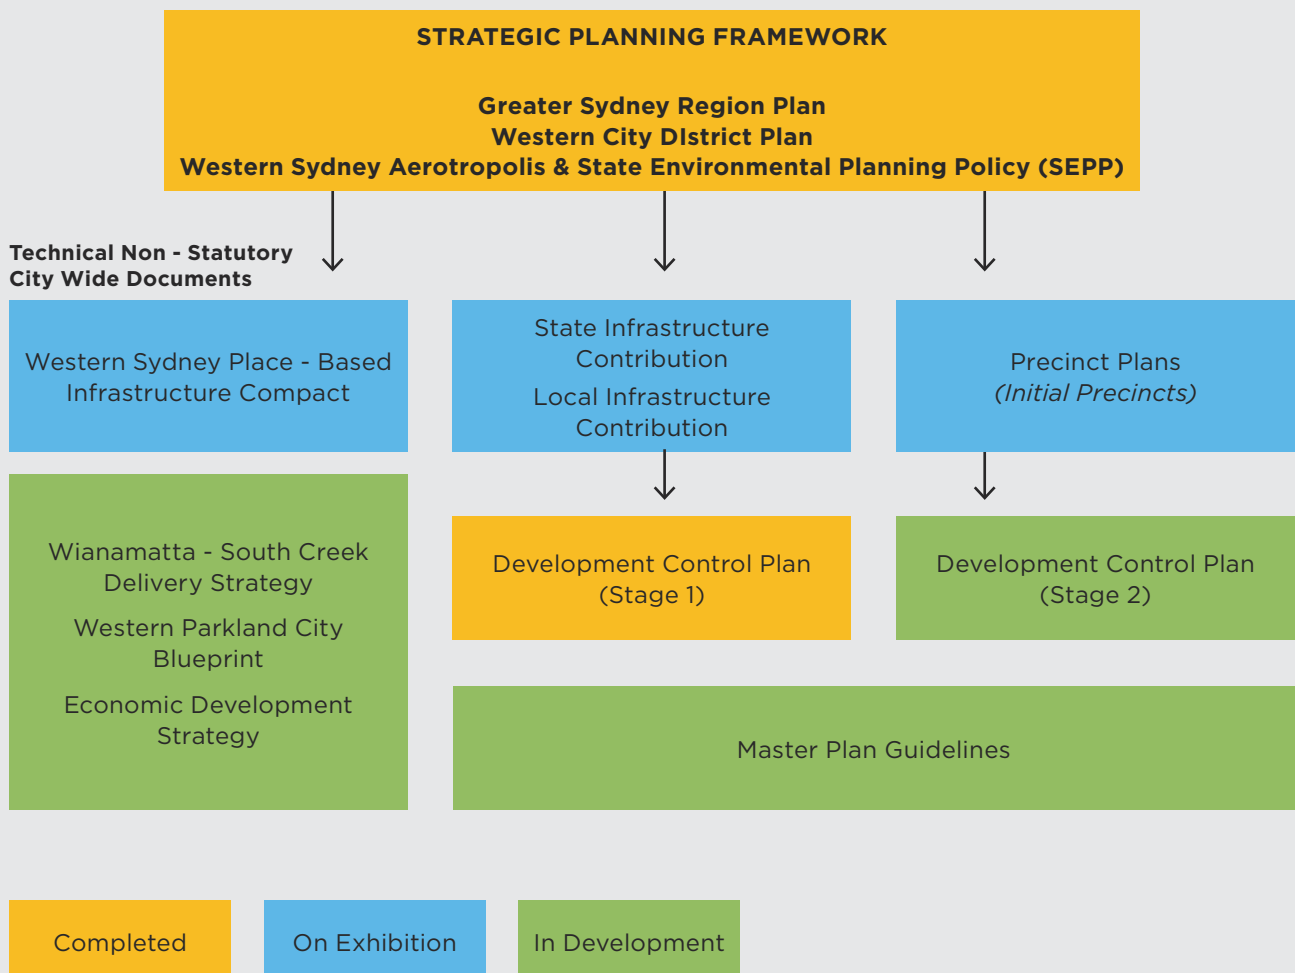 STRATEGIC PLANNING FRAMEWORK
Greater Sydney Region Plan
Western City DIstrict Plan
Western Sydney Aerotropolis & State Environmental Planning Policy (SEPP)
Technical Non - Statutory
City Wide Documents
Western Sydney Place - Based
Infrastructure Compact
State Infrastructure
Contribution
Local Infrastructure
Contribution
Precinct Plans
(Initial Precincts)
Wianamatta - South Creek
Delivery Strategy
Western Parkland City
Blueprint
Economic Development
Strategy
Development Control Plan
(Stage 1)
Development Control Plan
(Stage 2)
Master Plan Guidelines
Completed
On Exhibition
In Development